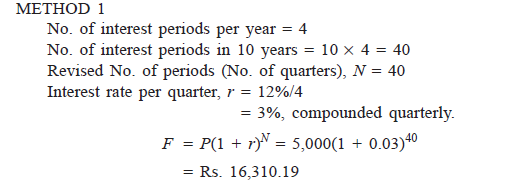 METHOD 1
No. of interest periods per year = 4
No. of interest periods in 10 years = 10 × 4 = 40
Revised No. of periods (No. of quarters), N = 40
Interest rate per quarter, r = 12%/4
= 3%, compounded quarterly.
F = P(1 + r)^N = 5,000(1 + 0.03)^40
= Rs. 16,310.19